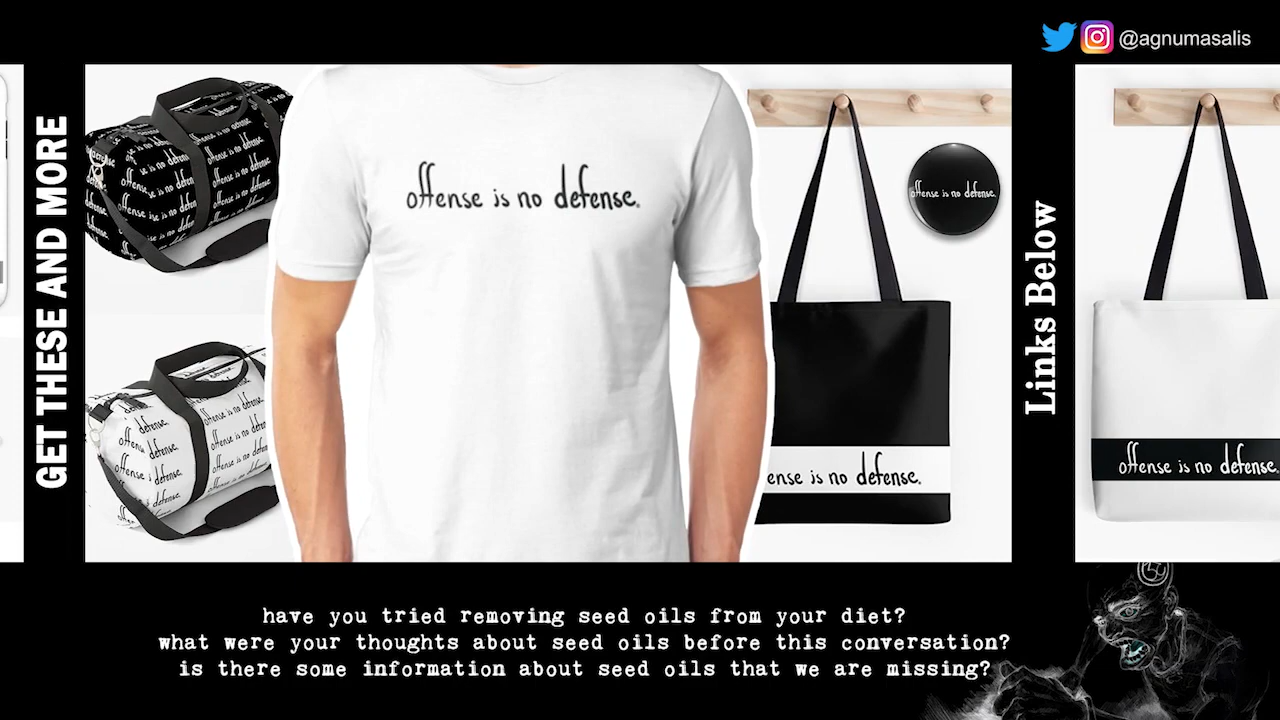 @agnumasalis
GET THESE AND MORE
offense is no defense.
offense is no defense.
ense is no defense.
Links Below
offense is no defense.
have you tried removing seed oils from your diet?
what were your thoughts about seed oils before this conversation?
is there some information about seed oils that we are missing?